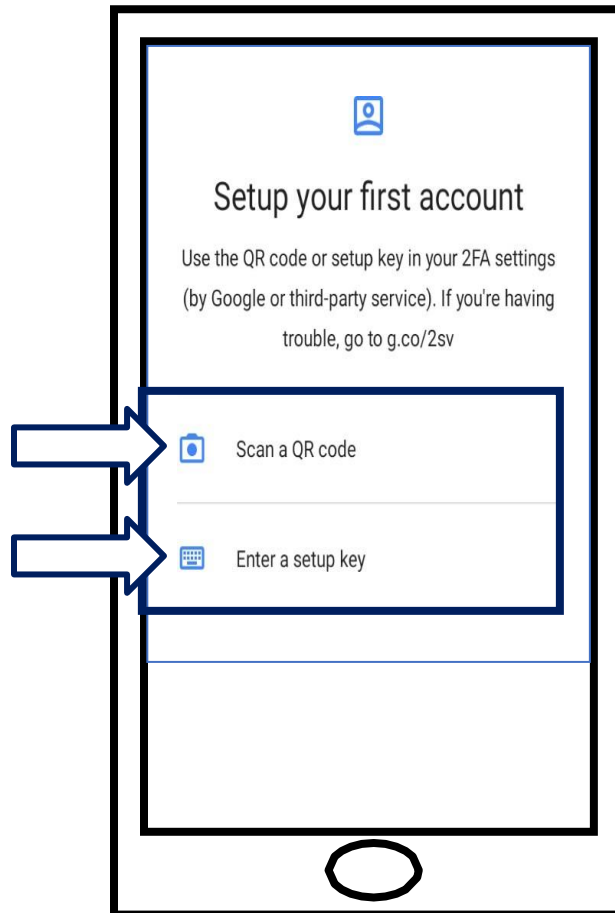 Setup your first account
Use the QR code or setup key in your 2FA settings
(by Google or third-party service). If you're having
trouble, go to g.co/2sv
Scan a QR code
Enter a setup key